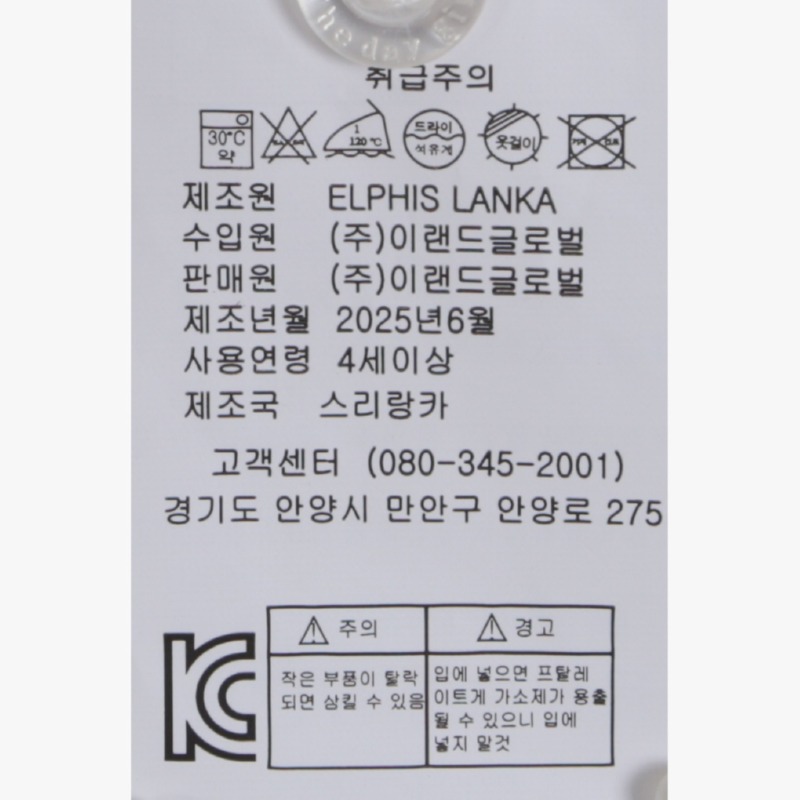 the day
취급주의
30°C
약
1
120 °C
드라이
석유계
옷걸이
제조원 ELPHIS LANKA
수입원 (주)이랜드글로벌
판매원 (주)이랜드글로벌
제조년월 2025년6월
사용연령 4세이상
제조국 스리랑카
고객센터 (080-345-2001)
경기도 안양시 만안구 안양로 275
주의
경고
작은 부품이 탈락
되면 삼킬 수 있음
입에 넣으면 프탈레
이트게 가소제가 용출
될 수 있으니 입에
넣지 말것
KC